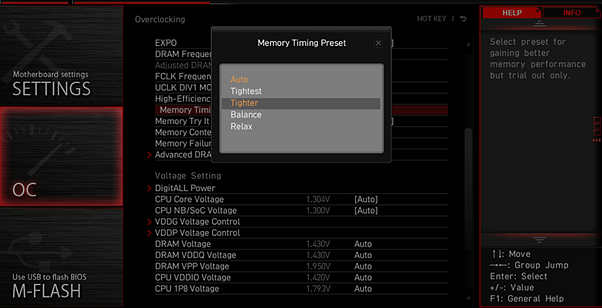 Overclocking
HOT KEY
HELP
INFO
Motherboard settings
SETTINGS
OC
Use USB to flash BIOS
M-FLASH
EXPO
DRAM Frequen
Adjusted DRAM
FCLK Frequen
UCLK DIV1 MO
High-Efficienc
Memory Timi
Memory Try It
Memory Conte
Memory Failur
Advanced DRA
Memory Timing Preset
Auto
Tightest
Tighter
Balance
Relax
Voltage Setting
DigitALL Power
CPU Core Voltage 1.304V [Auto]
CPU NB/SoC Voltage 1.300V [Auto]
VDDG Voltage Control
VDDP Voltage Control
DRAM Voltage 1.430V Auto
DRAM VDDQ Voltage 1.430V Auto
DRAM VPP Voltage 1.950V Auto
CPU VDDIO Voltage 1.420V Auto
CPU 1P8 Voltage 1.793V Auto
Select preset for
gaining better
memory performance
but trial out only.
↑↓: Move
→←: Group Jump
Enter: Select
+/-: Value
F1: General Help